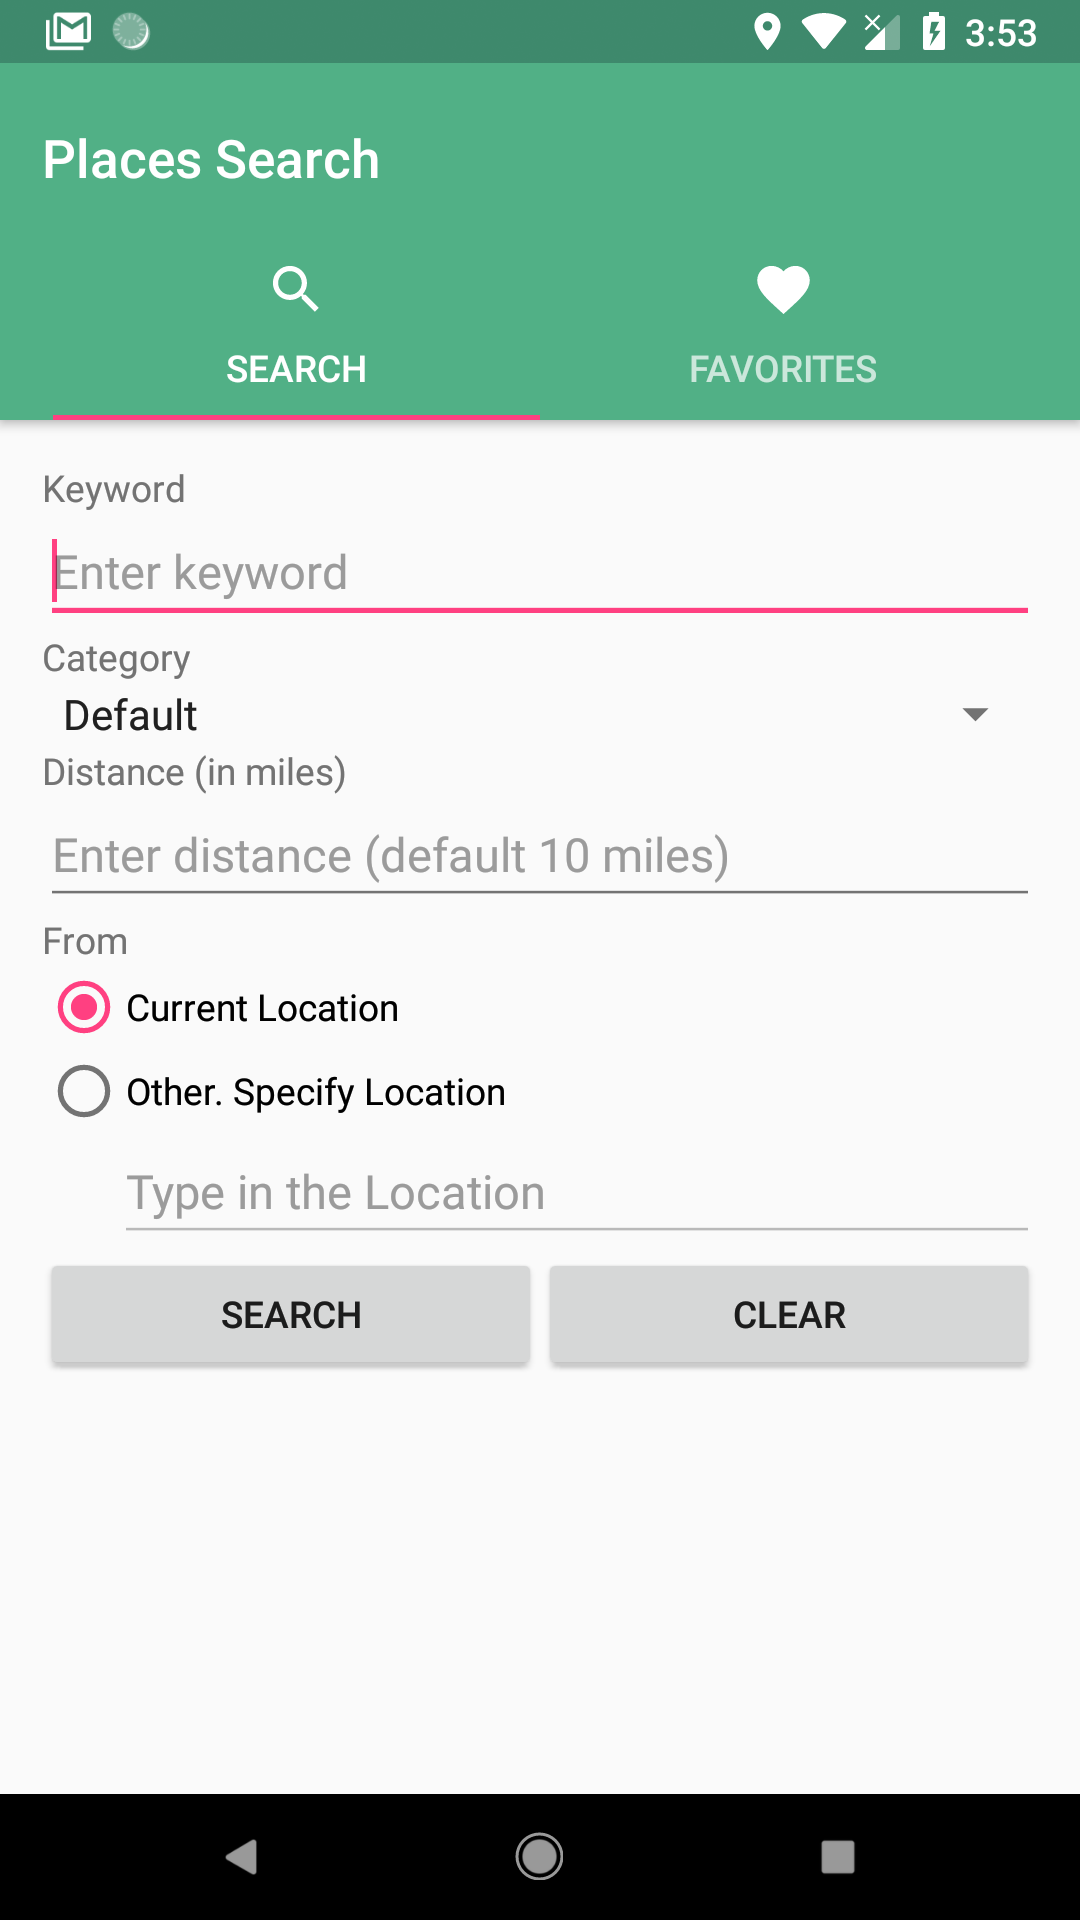 3:53
Places Search
SEARCH
FAVORITES
Keyword
Enter keyword
Category
Default
Distance (in miles)
Enter distance (default 10 miles)
From
Current Location
Other. Specify Location
Type in the Location
SEARCH
CLEAR